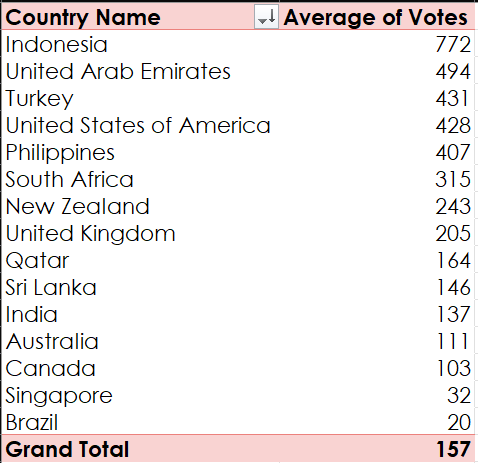 Country Name Average of Votes
Indonesia 772
United Arab Emirates 494
Turkey 431
United States of America 428
Philippines 407
South Africa 315
New Zealand 243
United Kingdom 205
Qatar 164
Sri Lanka 146
India 137
Australia 111
Canada 103
Singapore 32
Brazil 20
Grand Total 157